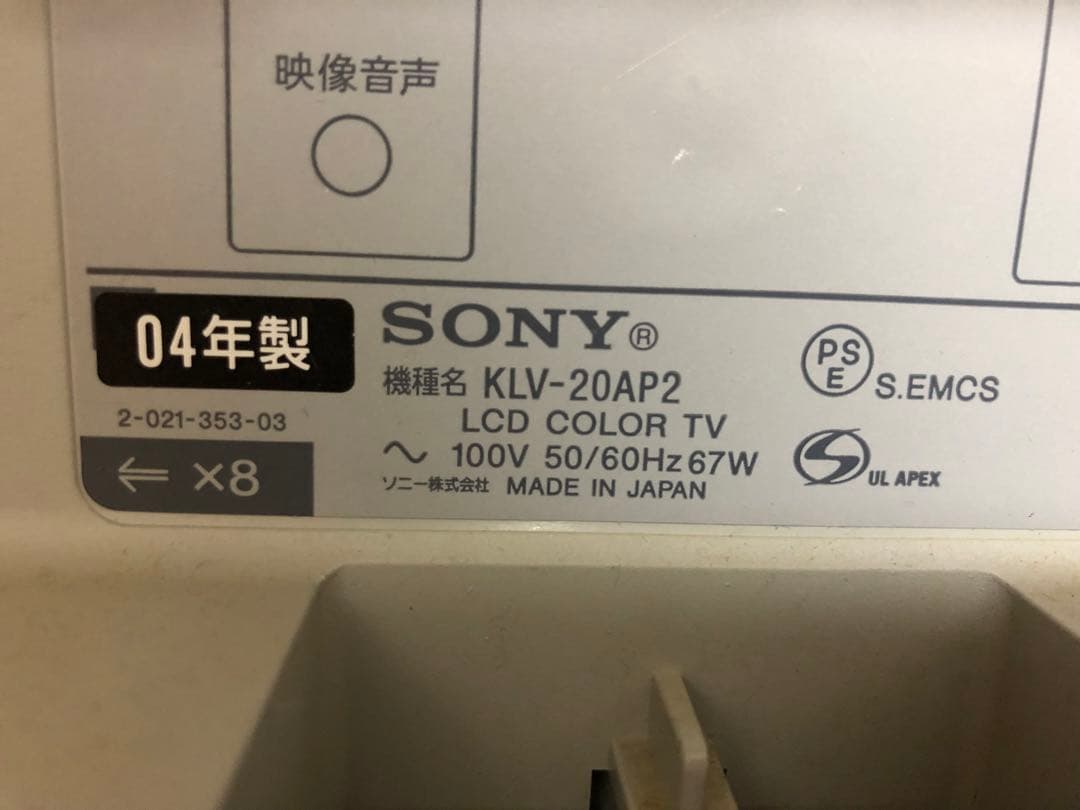 映像音声
04年製
2-021-353-03
⇐ ×8
SONY®
機種名 KLV-20AP2
LCD COLOR TV
～ 100V 50/60Hz 67W
ソニー株式会社 MADE IN JAPAN
PS
E
S.EMCS
S
UL APEX